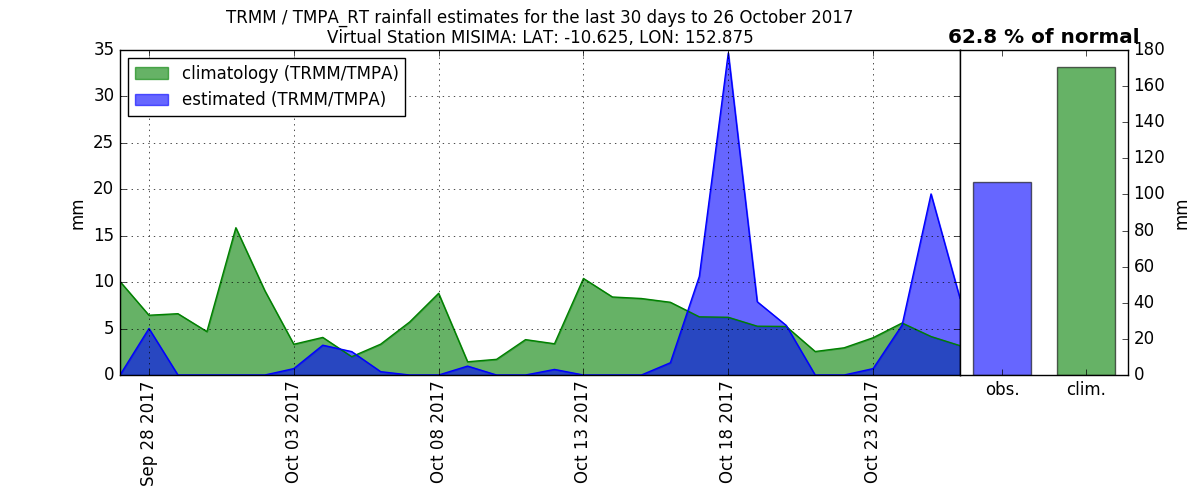 TRMM / TMPA_RT rainfall estimates for the last 30 days to 26 October 2017
Virtual Station MISIMA: LAT: -10.625, LON: 152.875
62.8 % of normal
climatology (TRMM/TMPA)
estimated (TRMM/TMPA)
35
30
25
20
15
10
5
0
mm
Sep 28 2017
Oct 03 2017
Oct 08 2017
Oct 13 2017
Oct 18 2017
Oct 23 2017
obs.
clim.
180
160
140
120
100
80
60
40
20
0
mm